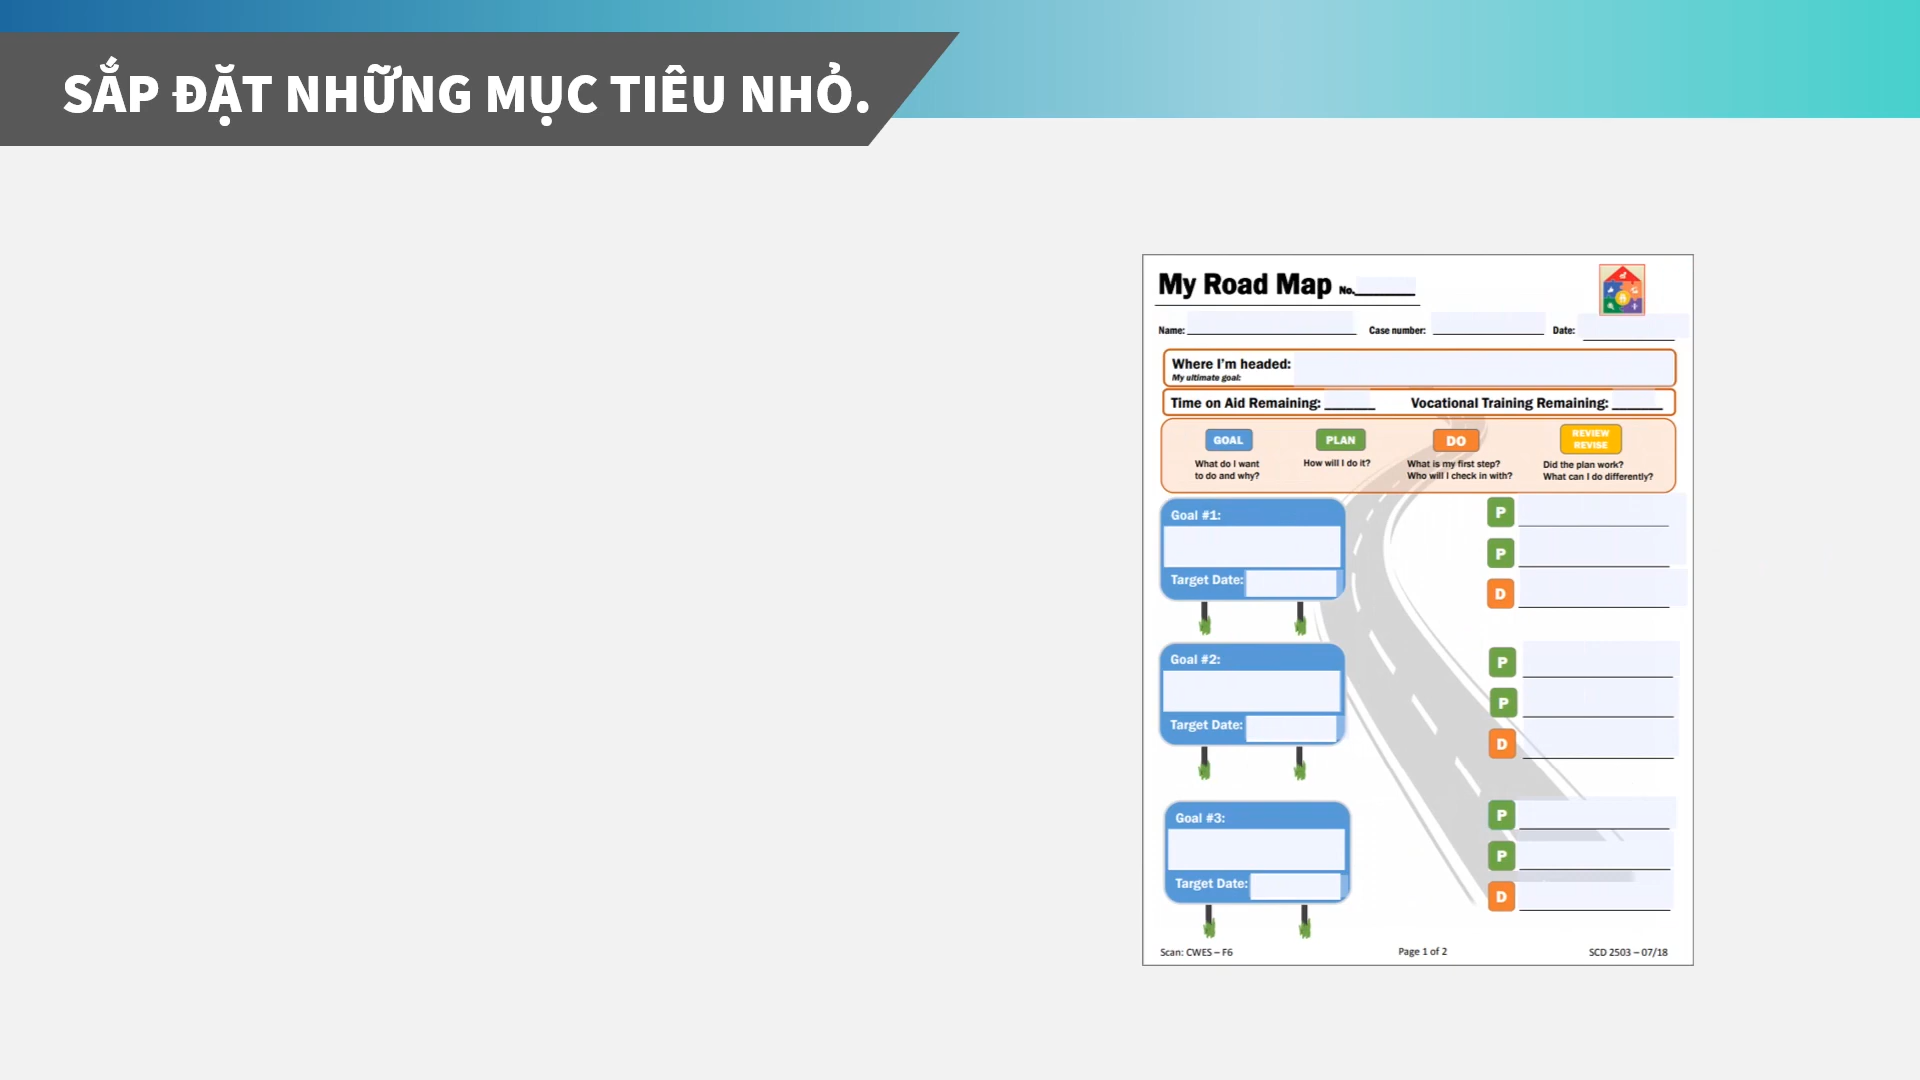 SẮP ĐẶT NHỮNG MỤC TIÊU NHỎ.
My Road Map No.
Name: Case number: Date:
Where I'm headed:
My ultimate goal:
Time on Aid Remaining: Vocational Training Remaining:
GOAL PLAN DO REVIEW REVISE
What do I want to do and why?
How will I do it?
What is my first step?
Who will I check in with?
Did the plan work?
What can I do differently?
Goal #1:
Target Date:
P
P
D
Goal #2:
Target Date:
P
P
D
Goal #3:
Target Date:
P
P
D
Scan: CWES – F6 Page 1 of 2 SCD 2503 – 07/18